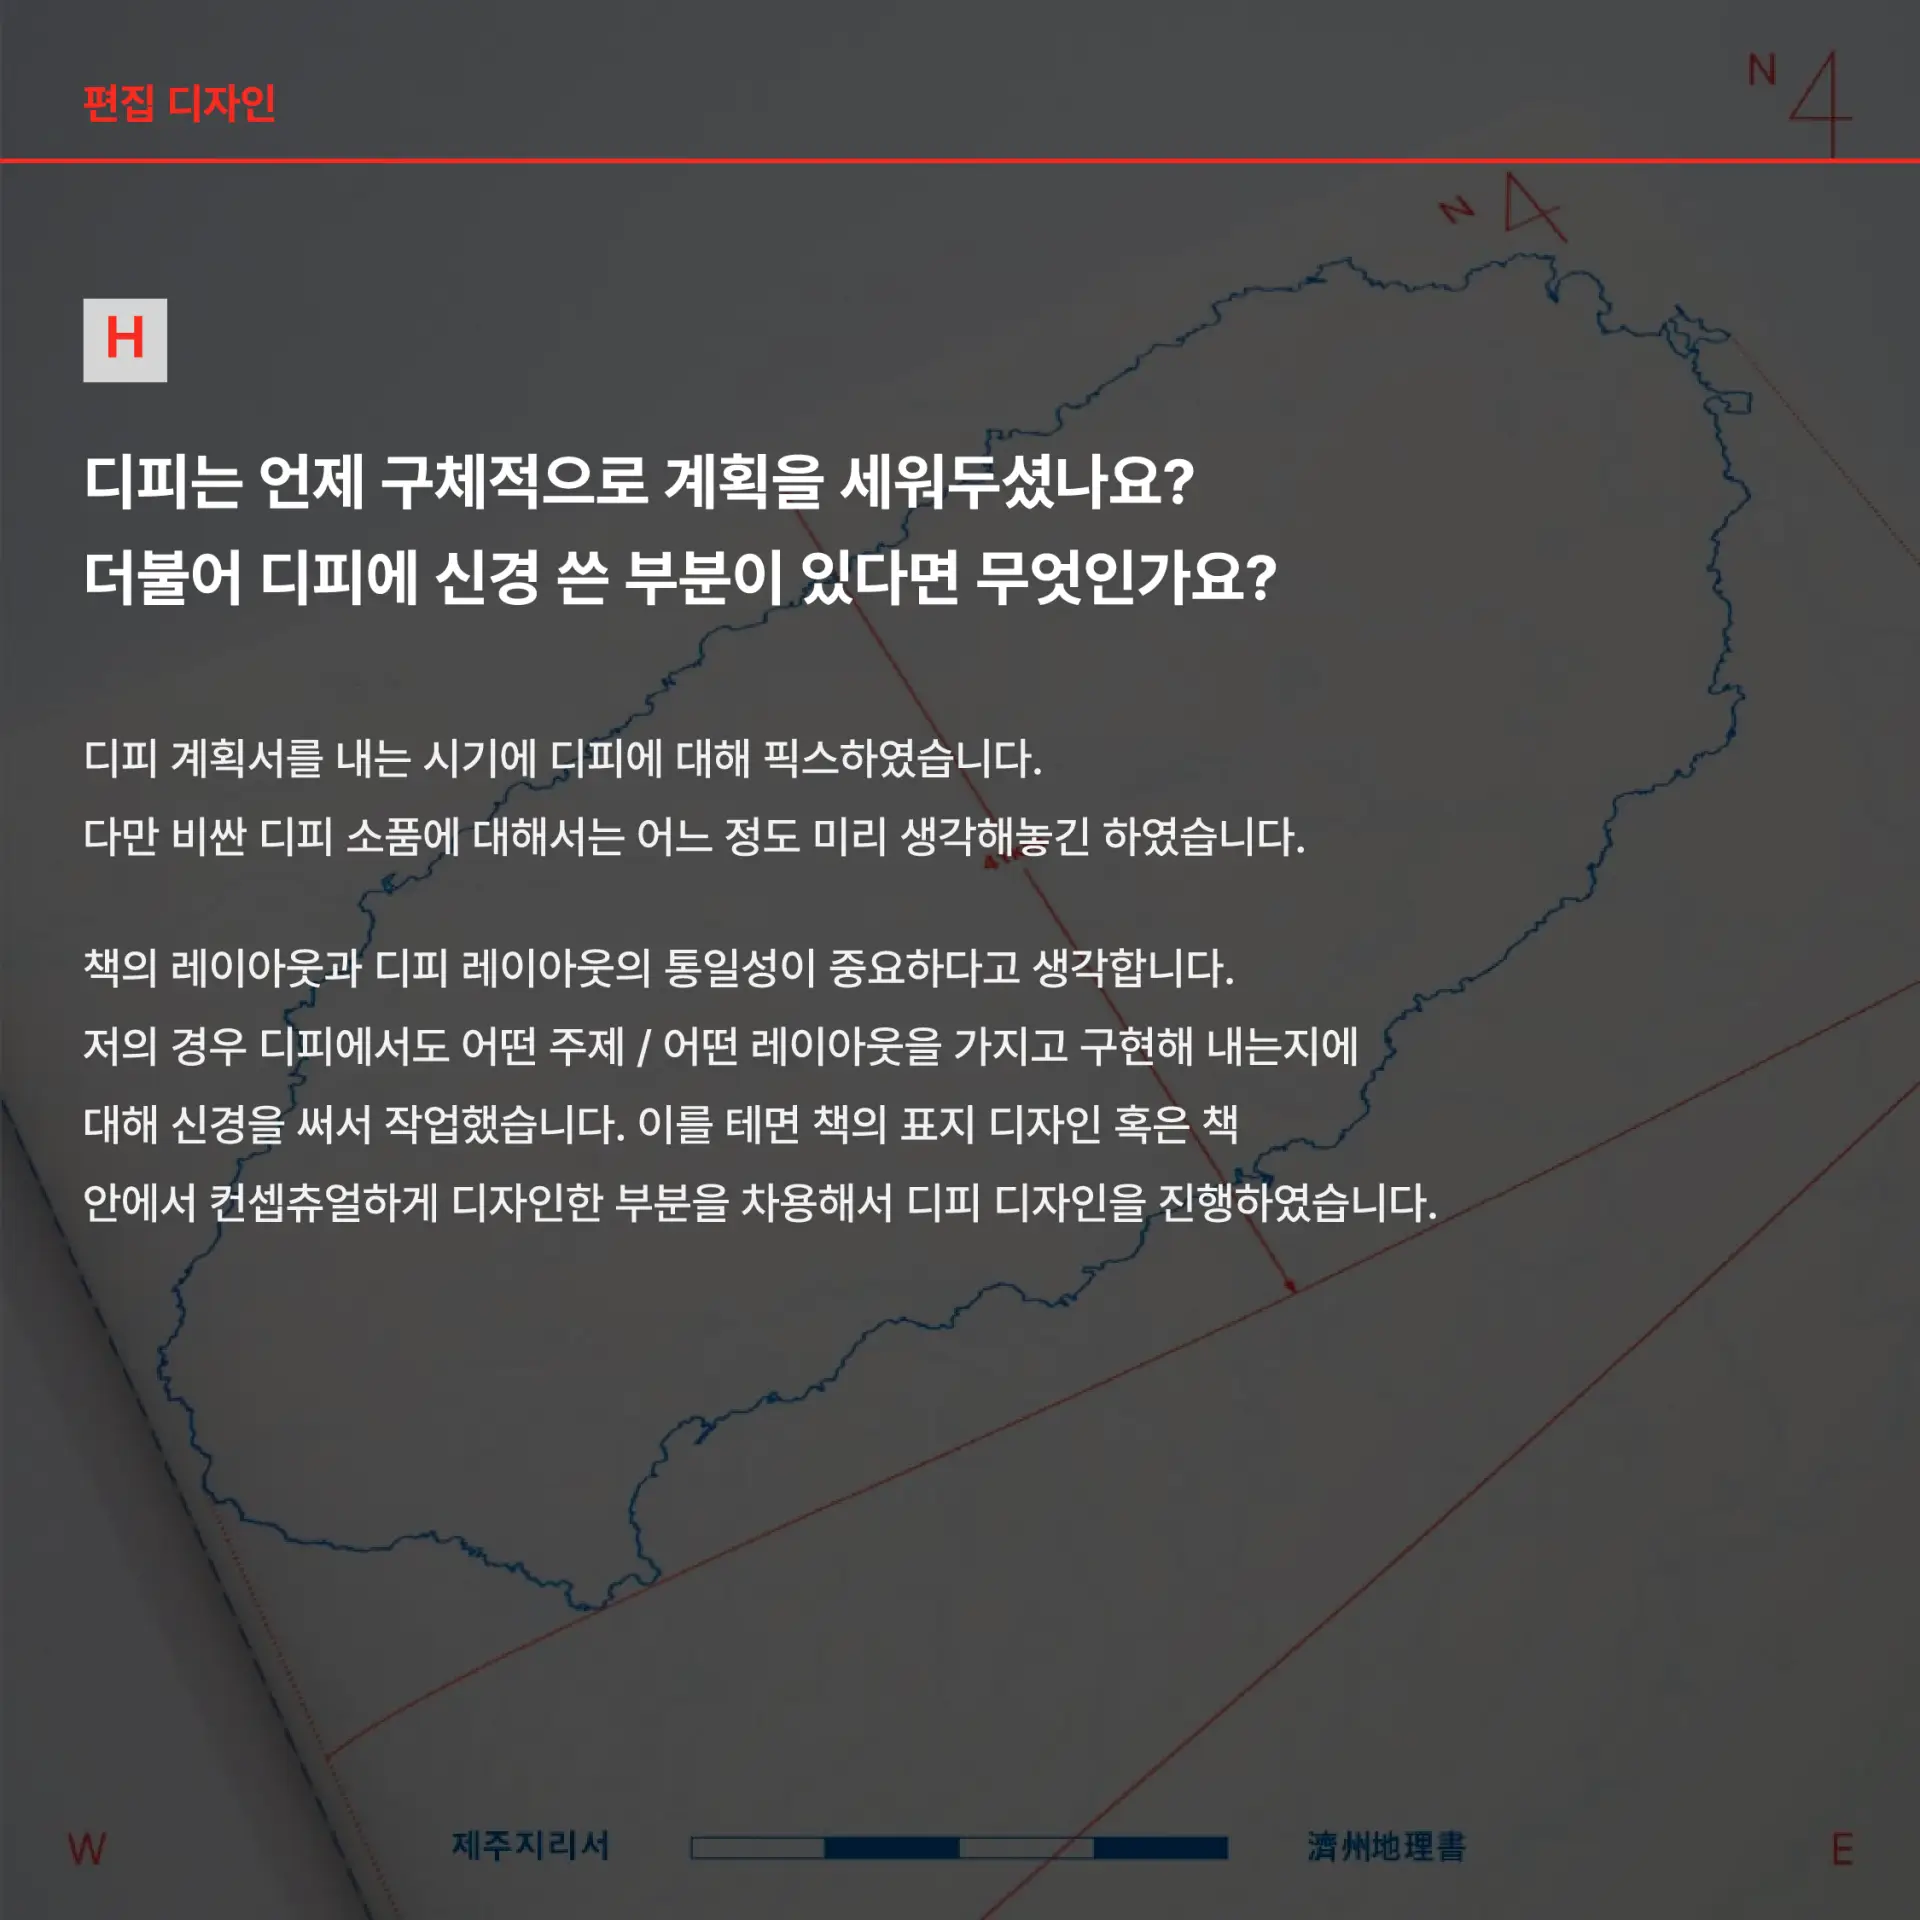 편집 디자인
N
N
H
디피는 언제 구체적으로 계획을 세워두셨나요?
더불어 디피에 신경 쓴 부분이 있다면 무엇인가요?
디피 계획서를 내는 시기에 디피에 대해 픽스하였습니다.
다만 비싼 디피 소품에 대해서는 어느 정도 미리 생각해놓긴 하였습니다.
책의 레이아웃과 디피 레이아웃의 통일성이 중요하다고 생각합니다.
저의 경우 디피에서도 어떤 주제 / 어떤 레이아웃을 가지고 구현해 내는지에
대해 신경을 써서 작업했습니다. 이를 테면 책의 표지 디자인 혹은 책
안에서 컨셉츄얼하게 디자인한 부분을 차용해서 디피 디자인을 진행하였습니다.
W 제주지리서 濟州地理書 E